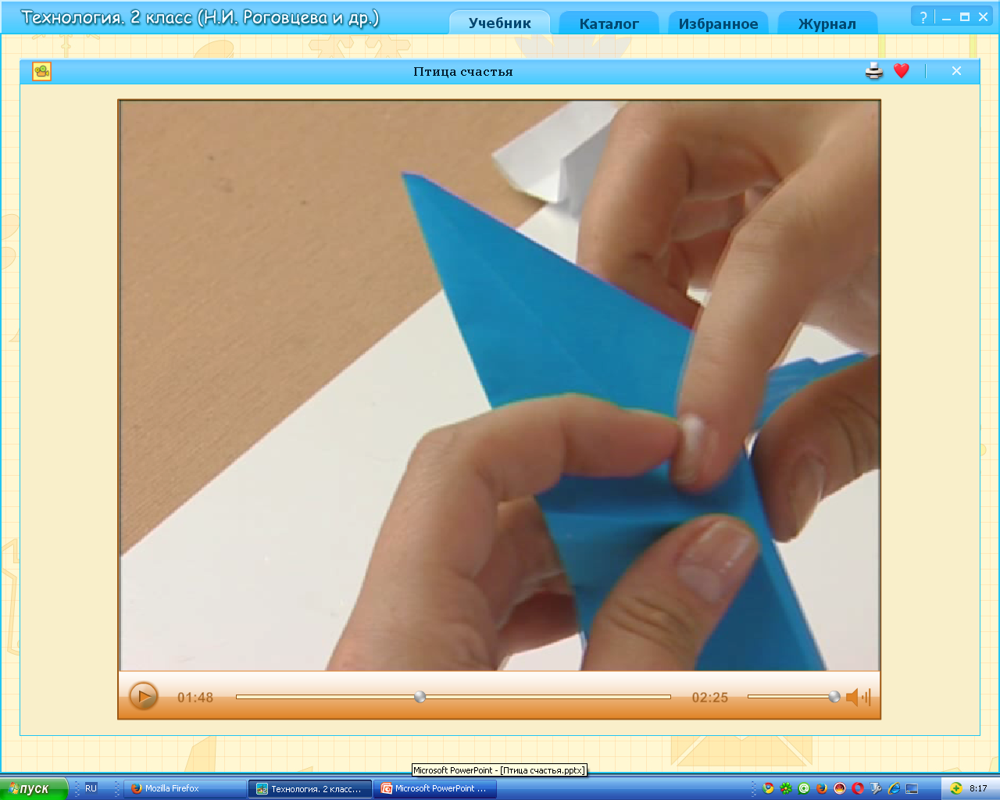 Технология. 2 класс (Н.И. Роговцева и др.)
Учебник
Каталог
Избранное
Журнал
?
Птица счастья
01:48
02:25
Microsoft PowerPoint - [Птица счастья.pptx]
пуск
RU
Mozilla Firefox
Технология. 2 класс...
Microsoft PowerPoint ...
8:17